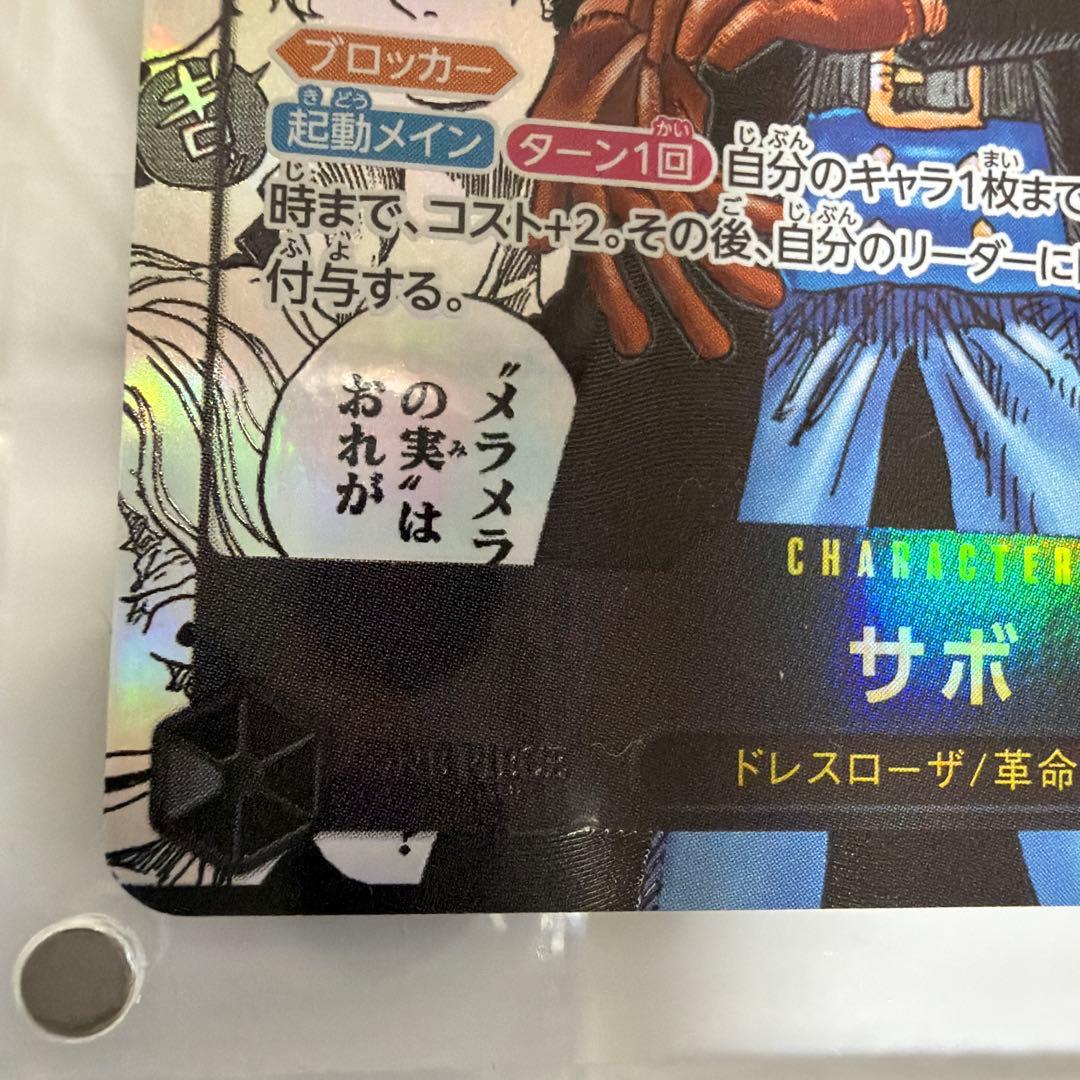 ブロッカー
起動メイン ターン1回 自分のキャラ1枚まで
時まで、コスト+2。その後、自分のリーダーに
付与する。
"メラメラ
の実"は
おれが
CHARACTER
サボ
ドレスローザ/革命
?